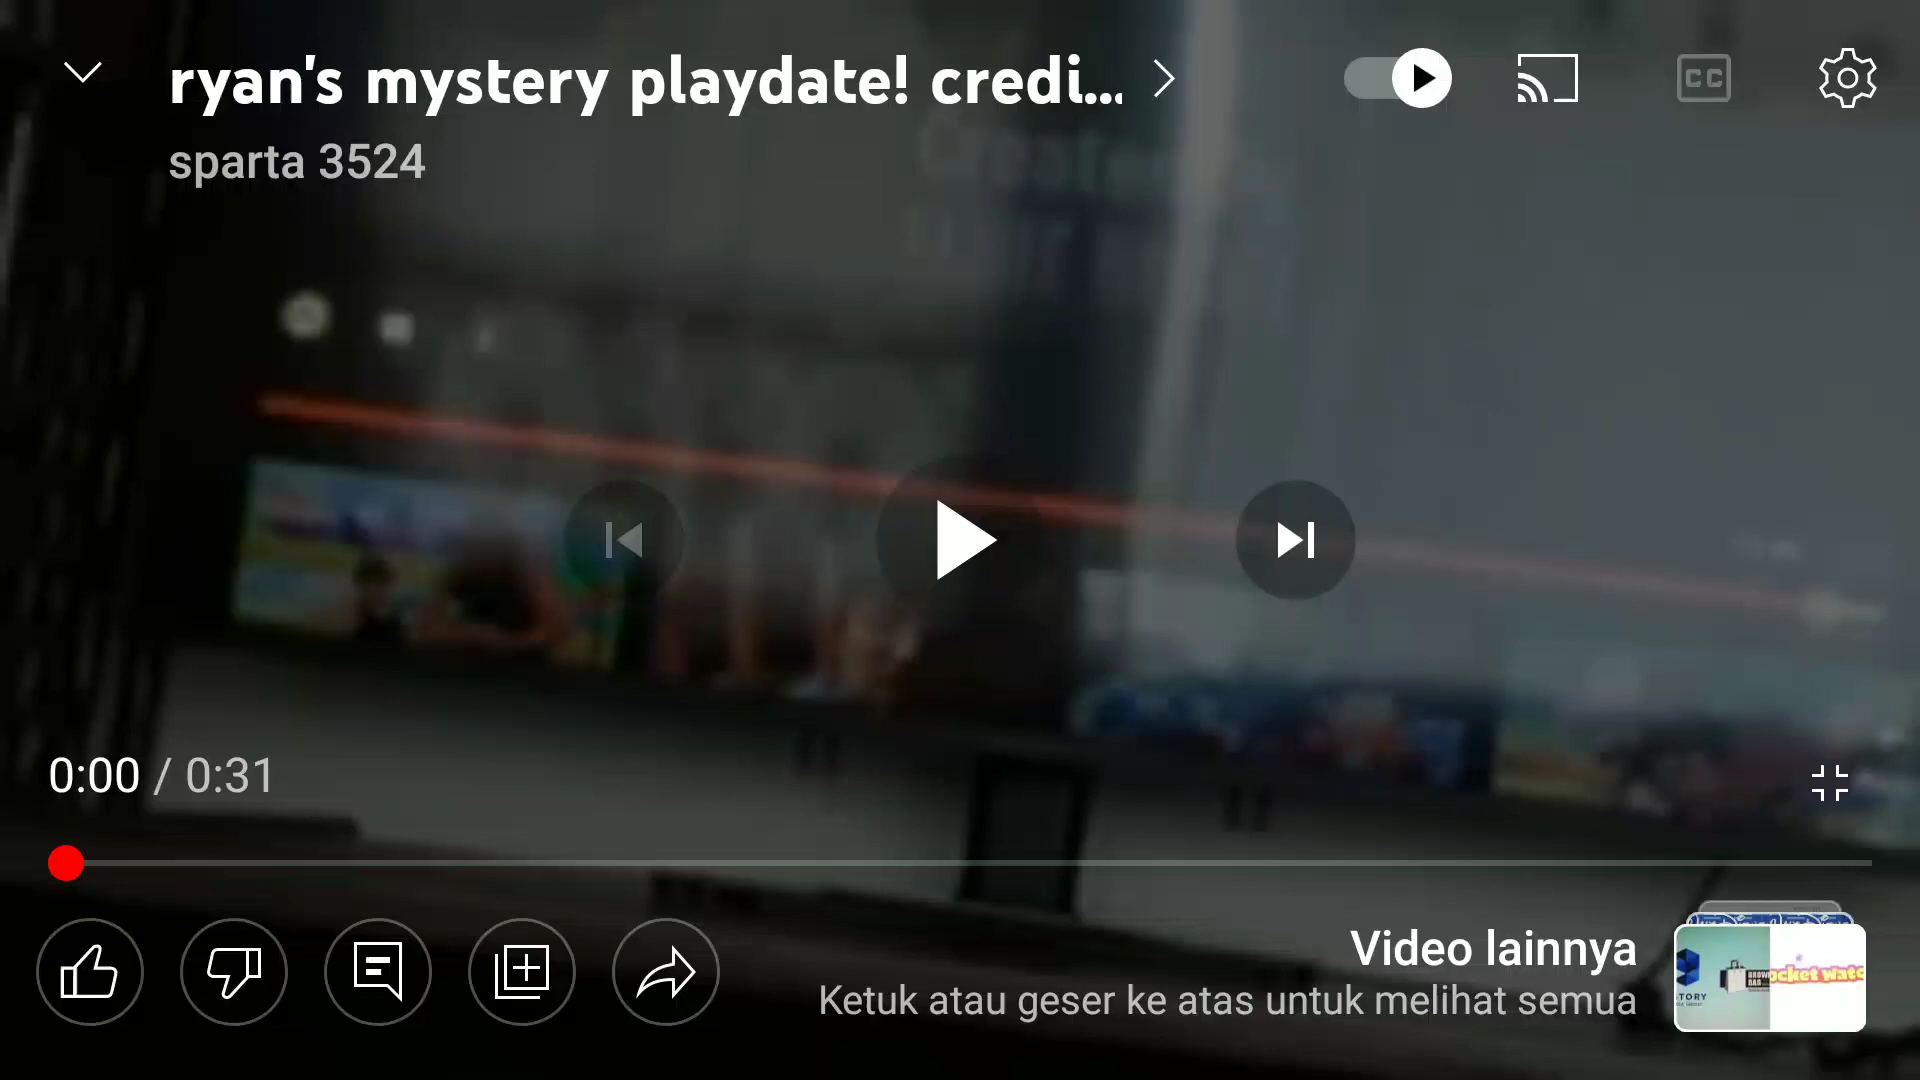 ryan's mystery playdate! credi...
CC
sparta 3524
0:00 / 0:31
Video lainnya
Ketuk atau geser ke atas untuk melihat semua